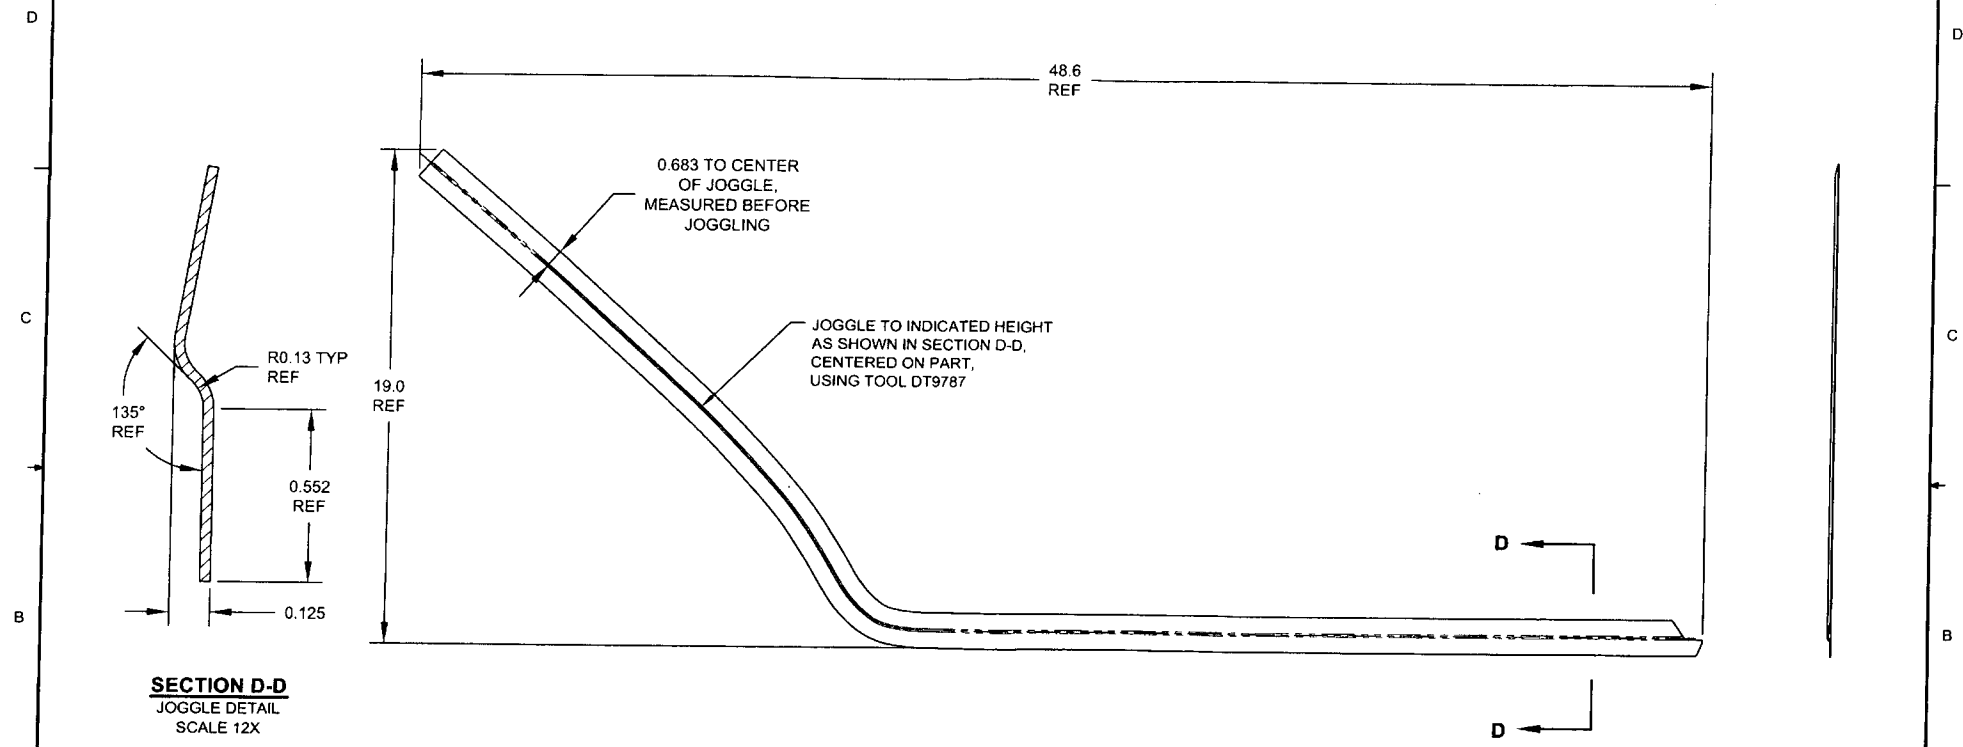 D
D
48.6
REF
0.683 TO CENTER
OF JOGGLE,
MEASURED BEFORE
JOGGLING
C
C
JOGGLE TO INDICATED HEIGHT
AS SHOWN IN SECTION D-D,
CENTERED ON PART,
USING TOOL DT9787
R0.13 TYP
REF
19.0
REF
135°
REF
0.552
REF
D
B
0.125
B
SECTION D-D
JOGGLE DETAIL
SCALE 12X
D